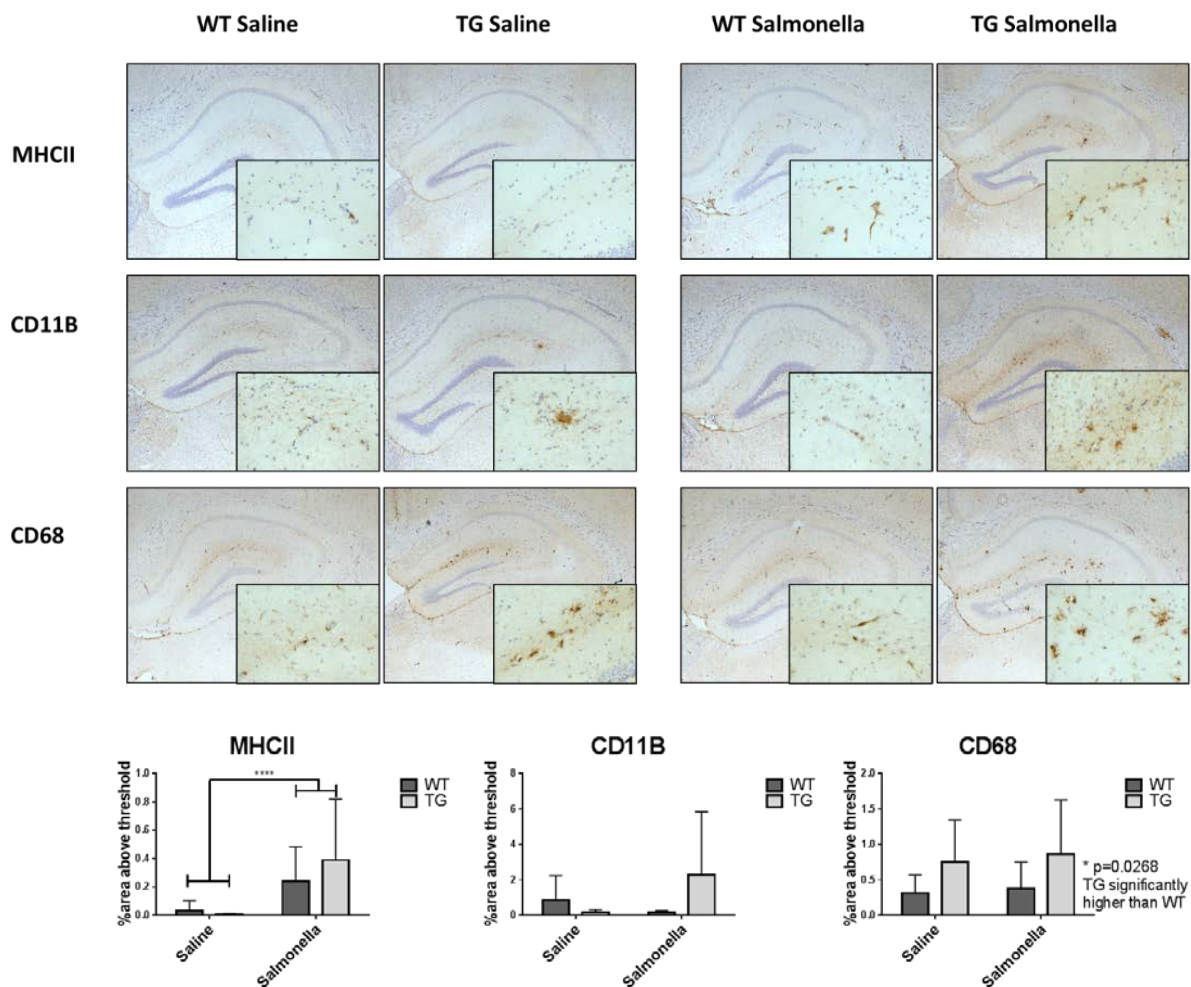 WT Saline TG Saline WT Salmonella TG Salmonella
MHCII
CD11B
CD68
MHCII
%area above threshold
1.0
0.8
0.6
0.4
0.2
0.0
****
WT
TG
Saline
Salmonella
CD11B
%area above threshold
8
6
4
2
0
WT
TG
Saline
Salmonella
CD68
%area above threshold
2.0
1.5
1.0
0.5
0.0
WT
TG
* p=0.0268
TG significantly
higher than WT
Saline
Salmonella